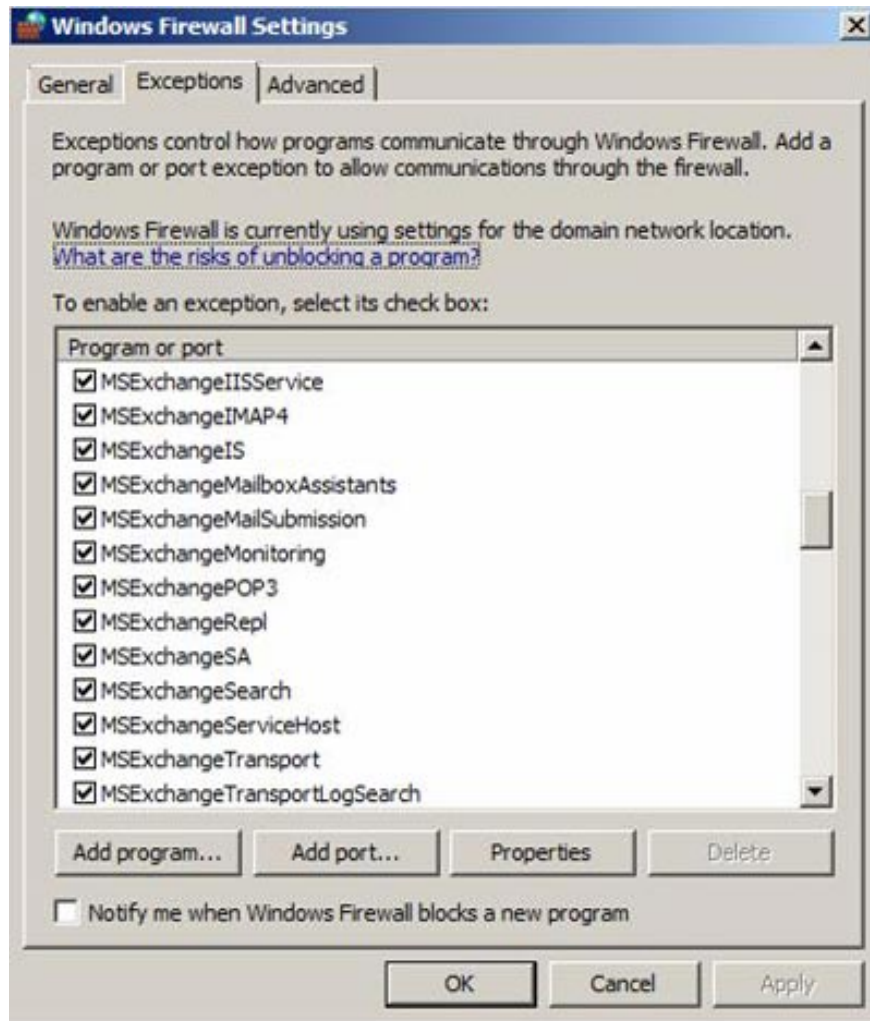 Windows Firewall Settings
General Exceptions Advanced
Exceptions control how programs communicate through Windows Firewall. Add a
program or port exception to allow communications through the firewall.
Windows Firewall is currently using settings for the domain network location.
What are the risks of unblocking a program?
To enable an exception, select its check box:
Program or port
MSExchangeIISService
MSExchangeIMAP4
MSExchangeIS
MSExchangeMailboxAssistants
MSExchangeMailSubmission
MSExchangeMonitoring
MSExchangePOP3
MSExchangeRepl
MSExchangeSA
MSExchangeSearch
MSExchangeServiceHost
MSExchangeTransport
MSExchangeTransportLogSearch
Add program... Add port... Properties Delete
Notify me when Windows Firewall blocks a new program
OK Cancel Apply